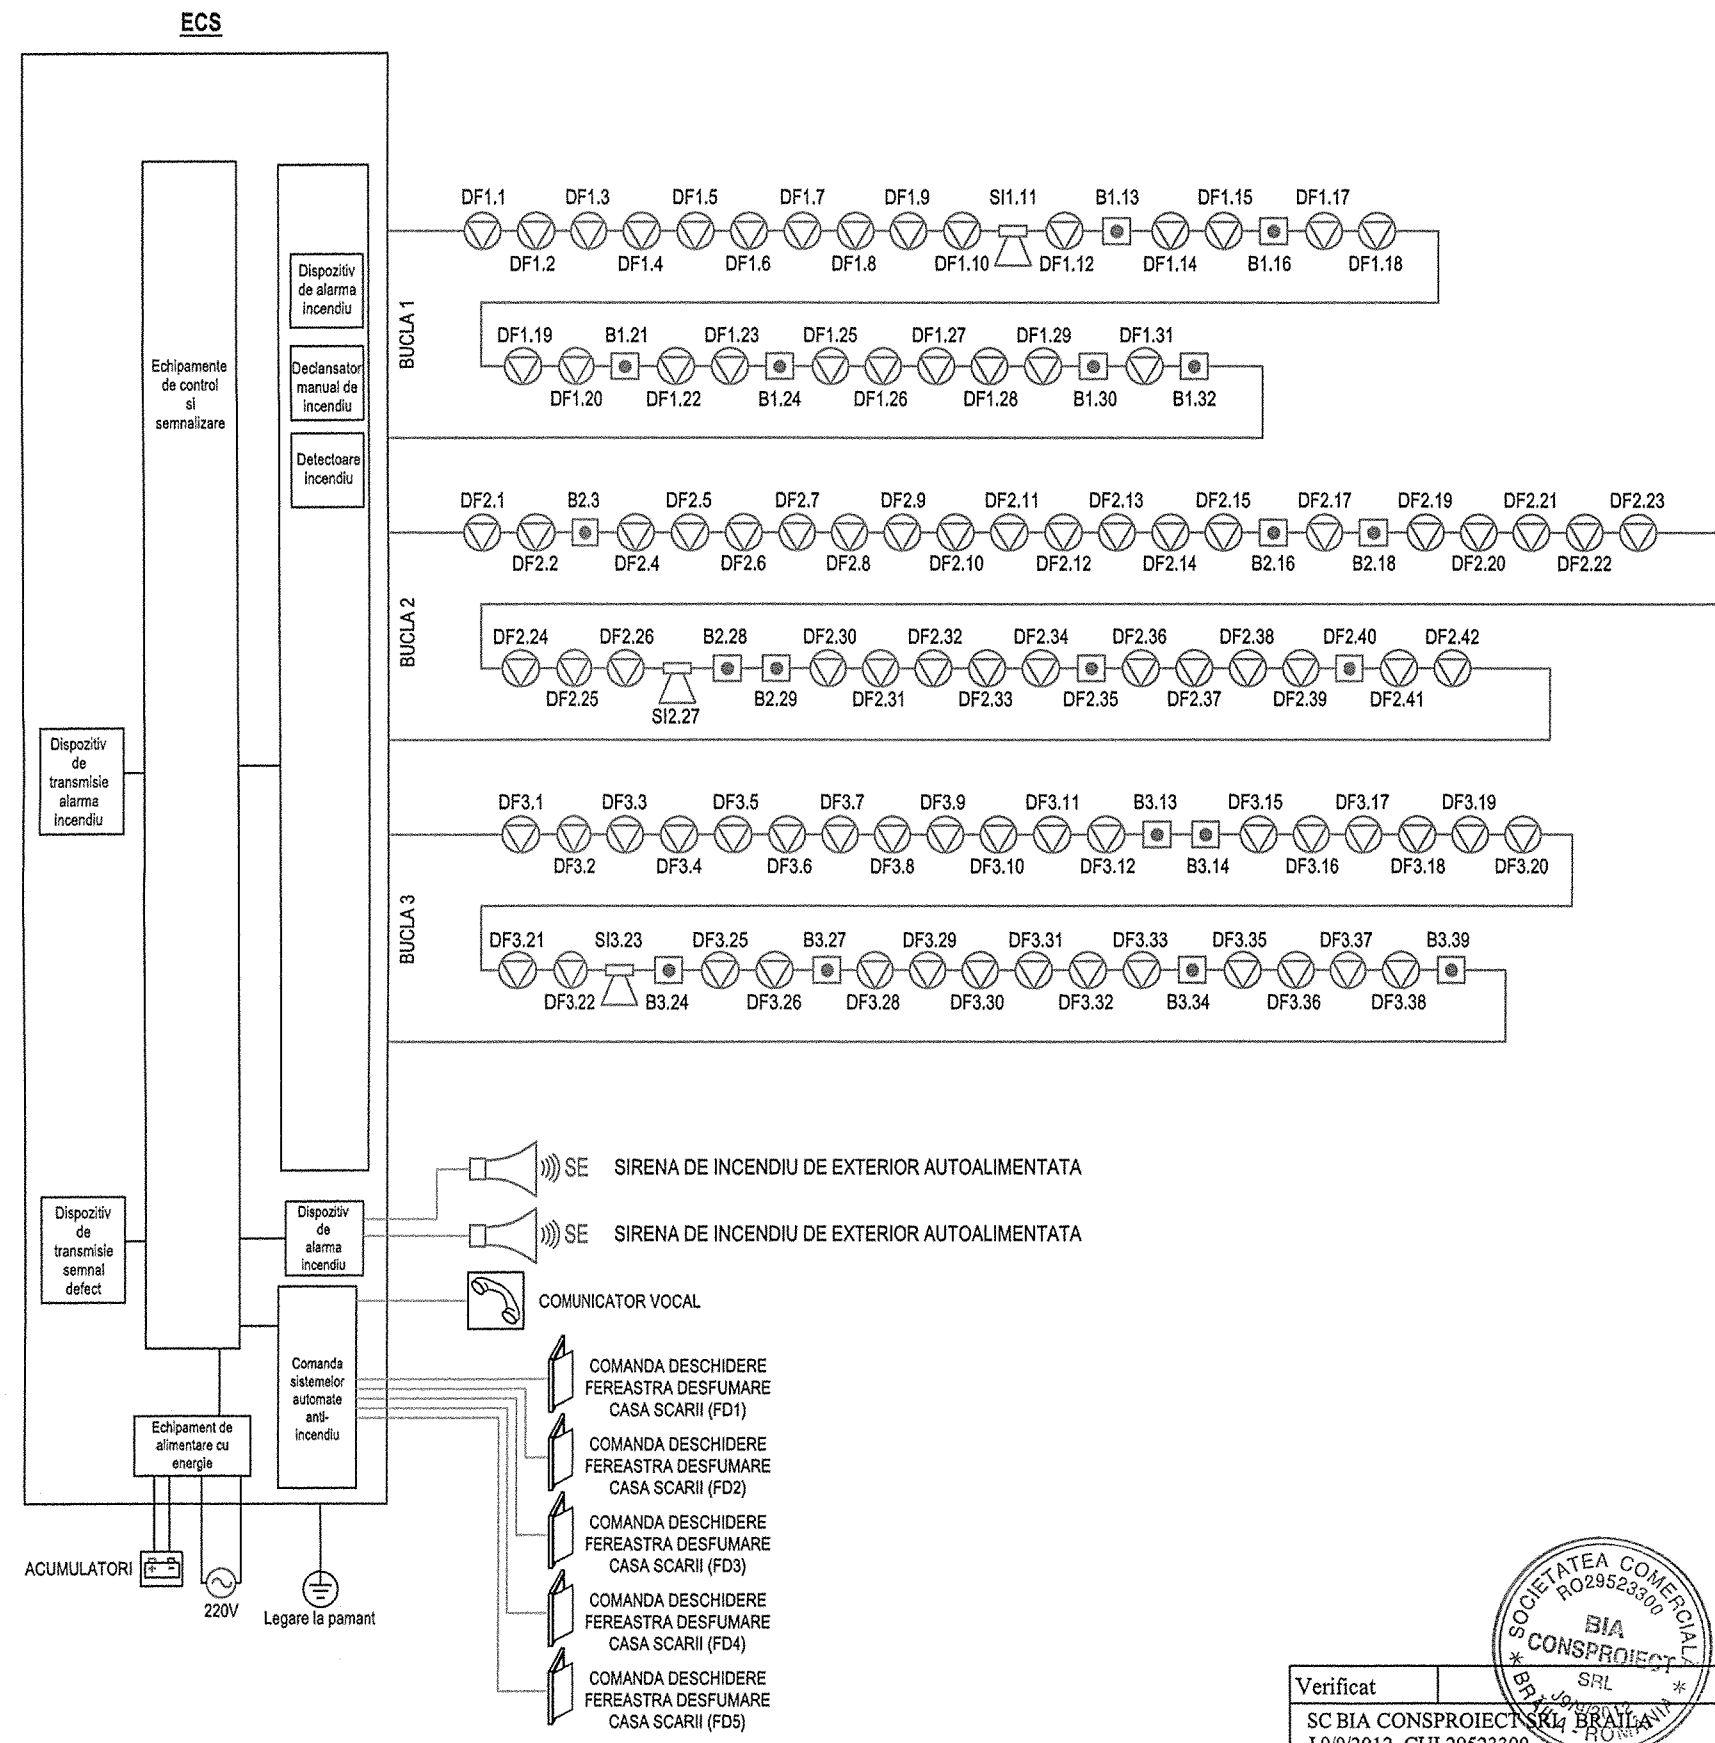 ECS
Echipamente
de control
si
semnalizare
Dispozitiv
de alarma
incendiu
Declansator
manual de
incendiu
Detectoare
incendiu
Dispozitiv
de
transmisie
alarma
incendiu
Dispozitiv
de
transmisie
semnal
defect
Dispozitiv
de
alarma
incendiu
Comanda
sistemelor
automate
anti-
incendiu
Echipament de
alimentare cu
energie
ACUMULATORI
220V
Legare la pamant
BUCLA 1
DF1.1 DF1.3 DF1.5 DF1.7 DF1.9 SI1.11 B1.13 DF1.15 DF1.17
DF1.2 DF1.4 DF1.6 DF1.8 DF1.10 DF1.12 DF1.14 B1.16 DF1.18
DF1.19 B1.21 DF1.23 DF1.25 DF1.27 DF1.29 DF1.31
DF1.20 DF1.22 B1.24 DF1.26 DF1.28 B1.30 B1.32
BUCLA 2
DF2.1 B2.3 DF2.5 DF2.7 DF2.9 DF2.11 DF2.13 DF2.15 DF2.17 DF2.19 DF2.21 DF2.23
DF2.2 DF2.4 DF2.6 DF2.8 DF2.10 DF2.12 DF2.14 B2.16 B2.18 DF2.20 DF2.22
DF2.24 DF2.26 B2.28 DF2.30 DF2.32 DF2.34 DF2.36 DF2.38 DF2.40 DF2.42
DF2.25 SI2.27 B2.29 DF2.31 DF2.33 DF2.35 DF2.37 DF2.39 DF2.41
BUCLA 3
DF3.1 DF3.3 DF3.5 DF3.7 DF3.9 DF3.11 B3.13 DF3.15 DF3.17 DF3.19
DF3.2 DF3.4 DF3.6 DF3.8 DF3.10 DF3.12 B3.14 DF3.16 DF3.18 DF3.20
DF3.21 SI3.23 DF3.25 B3.27 DF3.29 DF3.31 DF3.33 DF3.35 DF3.37 B3.39
DF3.22 B3.24 DF3.26 DF3.28 DF3.30 DF3.32 B3.34 DF3.36 DF3.38
SE SIRENA DE INCENDIU DE EXTERIOR AUTOALIMENTATA
SE SIRENA DE INCENDIU DE EXTERIOR AUTOALIMENTATA
COMUNICATOR VOCAL
COMANDA DESCHIDERE
FEREASTRA DESFUMARE
CASA SCARII (FD1)
COMANDA DESCHIDERE
FEREASTRA DESFUMARE
CASA SCARII (FD2)
COMANDA DESCHIDERE
FEREASTRA DESFUMARE
CASA SCARII (FD3)
COMANDA DESCHIDERE
FEREASTRA DESFUMARE
CASA SCARII (FD4)
COMANDA DESCHIDERE
FEREASTRA DESFUMARE
CASA SCARII (FD5)
SOCIETATEA COMERCIALA
RO29523300
BIA
CONSPROIECT
SRL
J9/9/2012
* BRĂILA - ROMANIA *
Verificat
SC BIA CONSPROIECT SRL BRAILA
J 9/9/2012 CUI 29523300